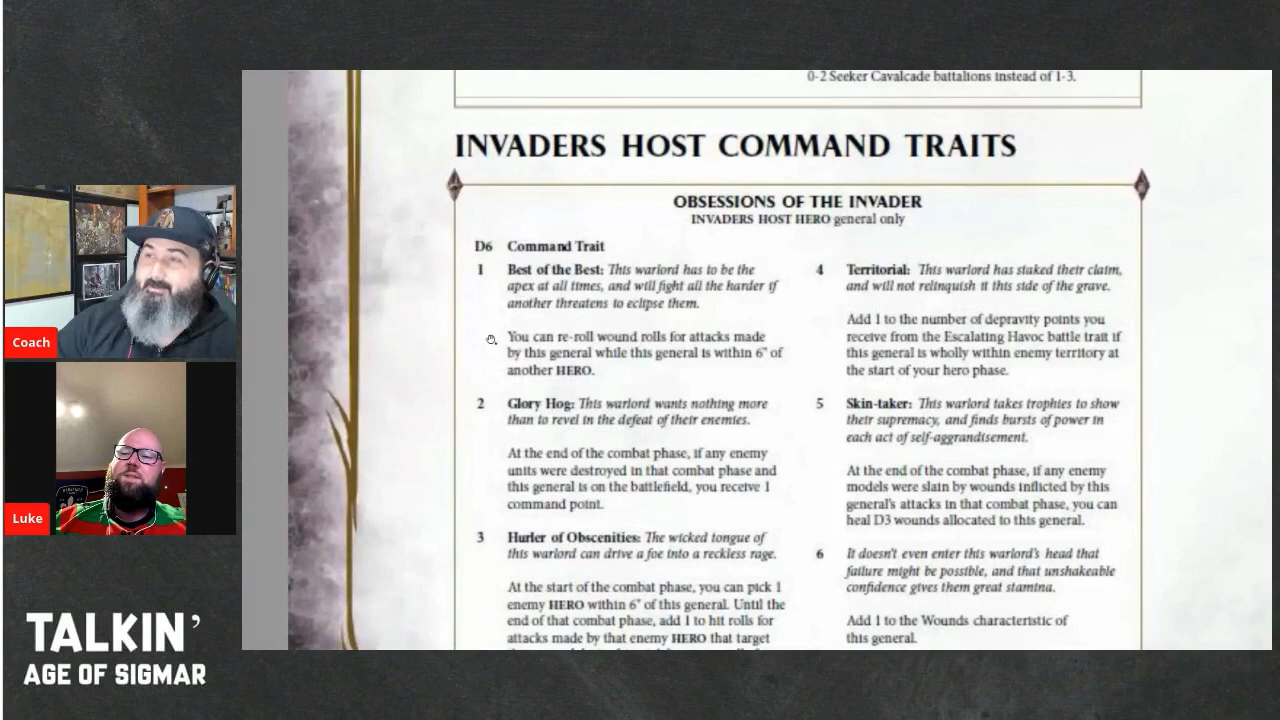 0-2 Seeker Cavalcade battalions instead of 1-3.
INVADERS HOST COMMAND TRAITS
OBSESSIONS OF THE INVADER
INVADERS HOST HERO general only
D6 Command Trait
1 Best of the Best: This warlord has to be the
apex at all times, and will fight all the harder if
another threatens to eclipse them.
You can re-roll wound rolls for attacks made
by this general while this general is within 6" of
another HERO.
2 Glory Hog: This warlord wants nothing more
than to revel in the defeat of their enemies.
At the end of the combat phase, if any enemy
units were destroyed in that combat phase and
this general is on the battlefield, you receive 1
command point.
3 Hurler of Obscenities: The wicked tongue of
this warlord can drive a foe into a reckless rage.
At the start of the combat phase, you can pick 1
enemy HERO within 6" of this general. Until the
end of that combat phase, add 1 to hit rolls for
attacks made by that enemy HERO that target
4 Territorial: This warlord has staked their claim,
and will not relinquish it this side of the grave.
Add 1 to the number of depravity points you
receive from the Escalating Havoc battle trait if
this general is wholly within enemy territory at
the start of your hero phase.
5 Skin-taker: This warlord takes trophies to show
their supremacy, and finds bursts of power in
each act of self-aggrandisement.
At the end of the combat phase, if any enemy
models were slain by wounds inflicted by this
general's attacks in that combat phase, you can
heal D3 wounds allocated to this general.
6 It doesn't even enter this warlord's head that
failure might be possible, and that unshakeable
confidence gives them great stamina.
Add 1 to the Wounds characteristic of
this general.
Coach
Luke
TALKIN'
AGE OF SIGMAR